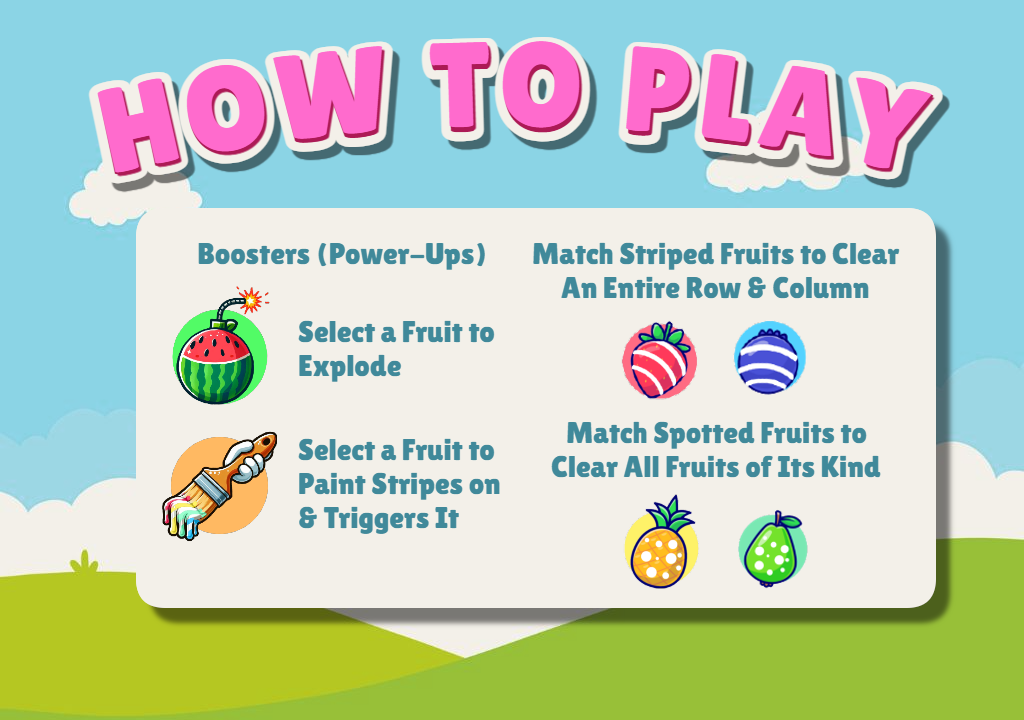 HOW TO PLAY
Boosters (Power-Ups)
Select a Fruit to
Explode
Select a Fruit to
Paint Stripes on
& Triggers It
Match Striped Fruits to Clear
An Entire Row & Column
Match Spotted Fruits to
Clear All Fruits of Its Kind